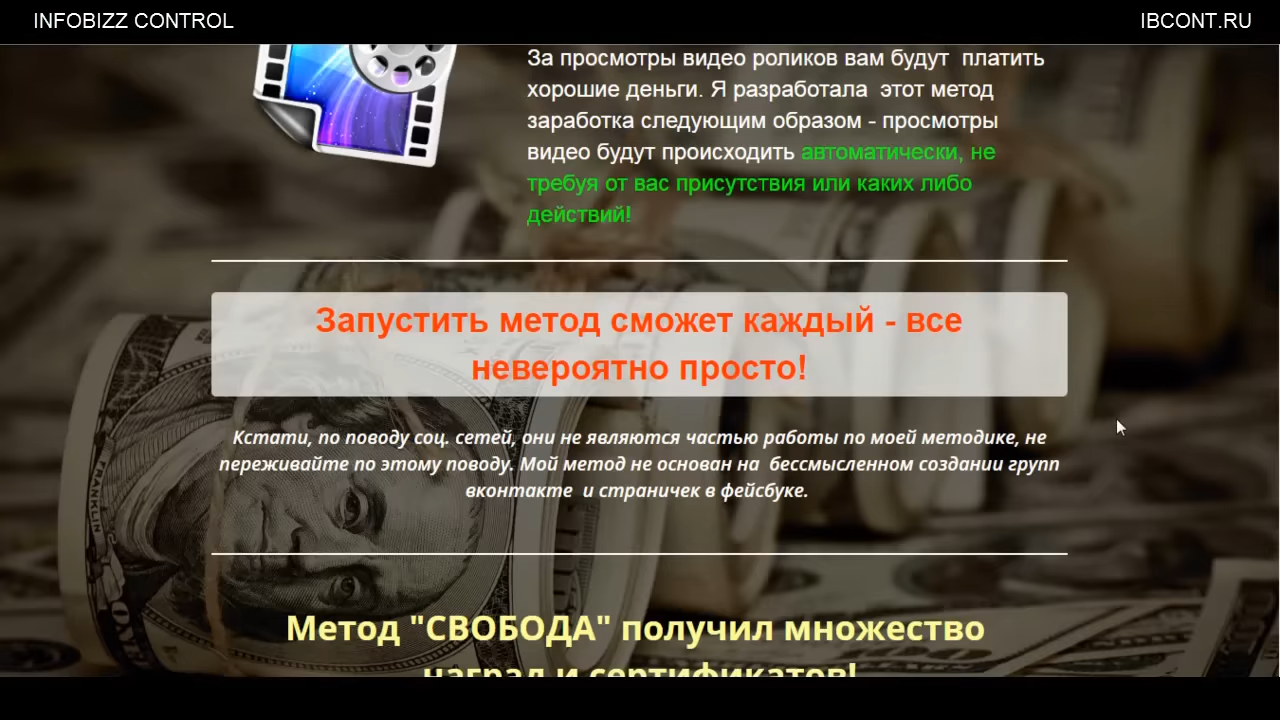 INFOBIZZ CONTROL
IBCONT.RU
За просмотры видео роликов вам будут платить
хорошие деньги. Я разработала этот метод
заработка следующим образом - просмотры
видео будут происходить автоматически, не
требуя от вас присутствия или каких либо
действий!
Запустить метод сможет каждый - все
невероятно просто!
Кстати, по поводу соц. сетей, они не являются частью работы по моей методике, не
переживайте по этому поводу. Мой метод не основан на бессмысленном создании групп
вконтакте и страничек в фейсбуке.
FRANKLIN
Метод "СВОБОДА" получил множество
наград и сертификатов!